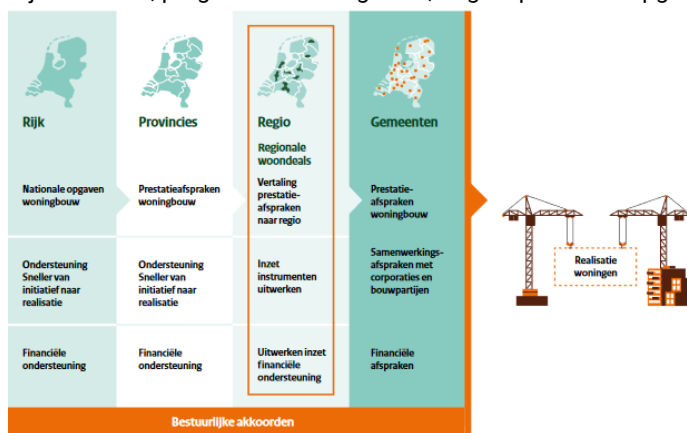 Rijk
Provincies
Regio
Gemeenten
Regionale
woondeals
Nationale opgaven
woningbouw
Prestatieafspraken
woningbouw
Vertaling
prestatie-
afspraken
naar regio
Prestatie-
afspraken
woningbouw
Ondersteuning
Sneller van
initiatief naar
realisatie
Ondersteuning
Sneller van
initiatief naar
realisatie
Inzet
instrumenten
uitwerken
Samenwerkings-
afspraken met
corporaties en
bouwpartijen
Financiële
ondersteuning
Financiële
ondersteuning
Uitwerken inzet
financiële
ondersteuning
Financiële
afspraken
Realisatie
woningen
Bestuurlijke akkoorden